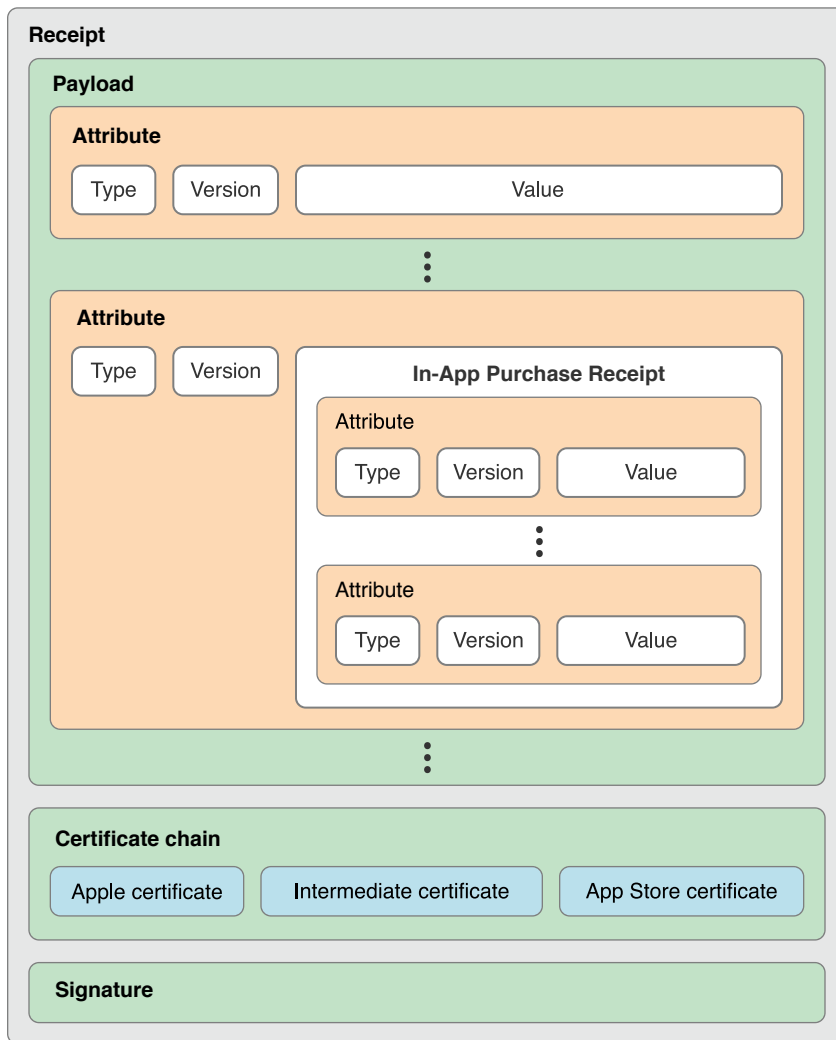 Receipt
Payload
Attribute
Type Version Value
Attribute
Type Version In-App Purchase Receipt
Attribute
Type Version Value
Attribute
Type Version Value
Certificate chain
Apple certificate Intermediate certificate App Store certificate
Signature